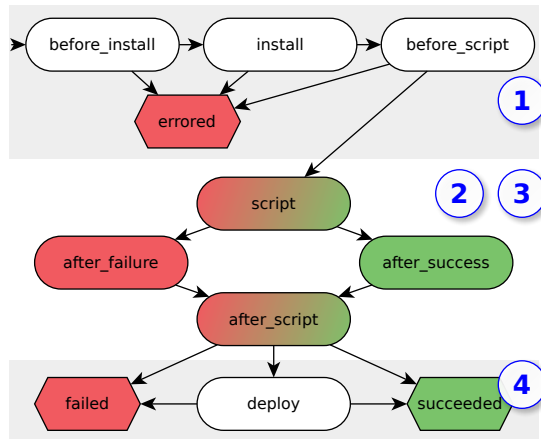 before_install
install
before_script
1
errored
script
2
3
after_failure
after_success
after_script
failed
deploy
succeeded
4